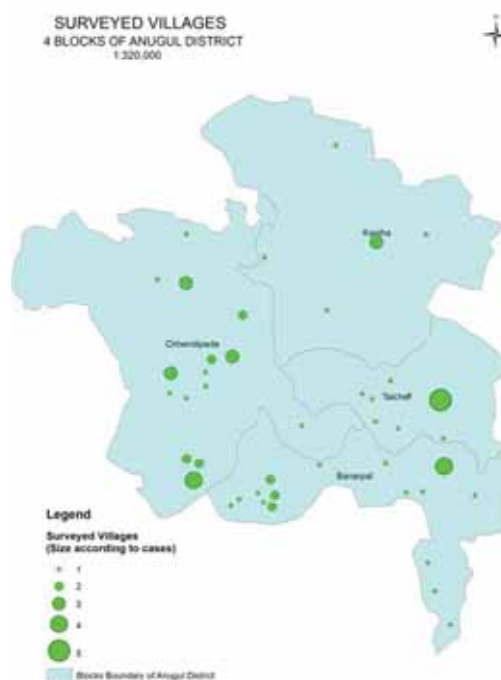 SURVEYED VILLAGES
4 BLOCKS OF ANUGUL DISTRICT
1:320,000
Kaniha
Chhendipada
Talcher
Banarpal
Legend
Surveyed Villages
(Size according to cases)
1
2
3
4
5
Blocks Boundary of Anugul District